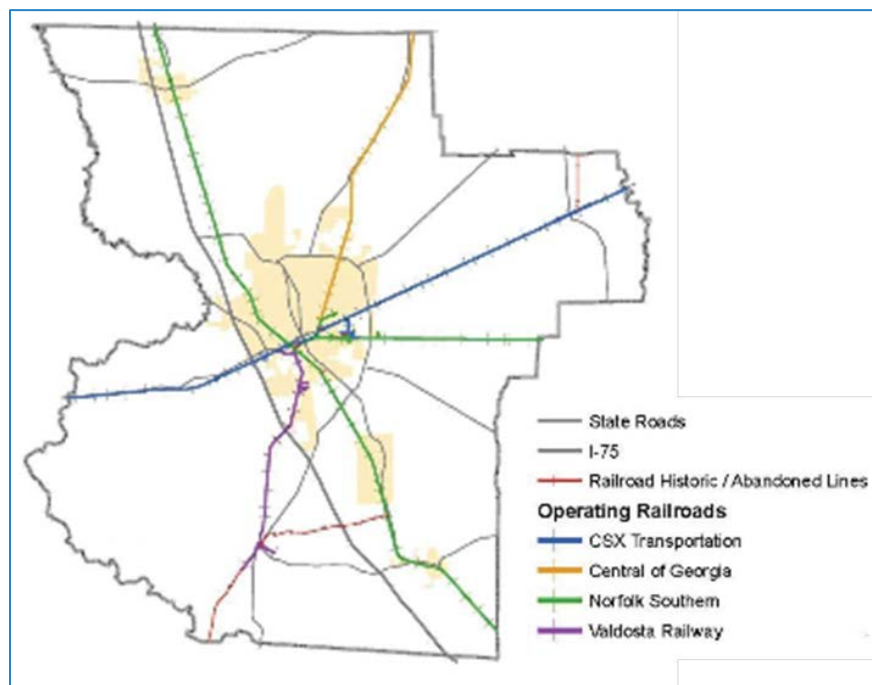 State Roads
I-75
Railroad Historic / Abandoned Lines
Operating Railroads
CSX Transportation
Central of Georgia
Norfolk Southern
Valdosta Railway